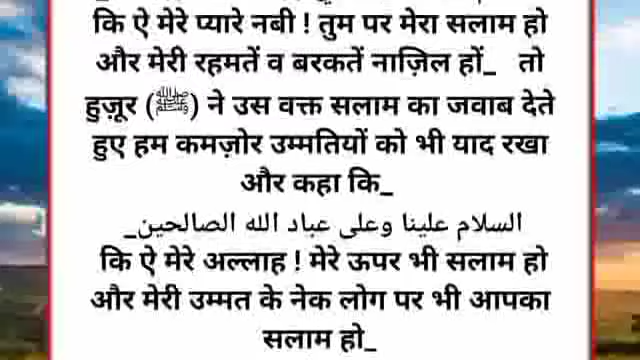 कि ऐ मेरे प्यारे नबी ! तुम पर मेरा सलाम हो
और मेरी रहमतें व बरकतें नाज़िल हों_ तो
हुज़ूर (ﷺ) ने उस वक्त सलाम का जवाब देते
हुए हम कमज़ोर उम्मतियों को भी याद रखा
और कहा कि_
السلام علينا وعلى عباد الله الصالحين_
कि ऐ मेरे अल्लाह ! मेरे ऊपर भी सलाम हो
और मेरी उम्मत के नेक लोग पर भी आपका
सलाम हो_